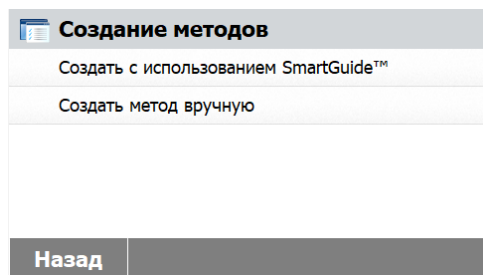 Создание методов
Создать с использованием SmartGuide™
Создать метод вручную
Назад